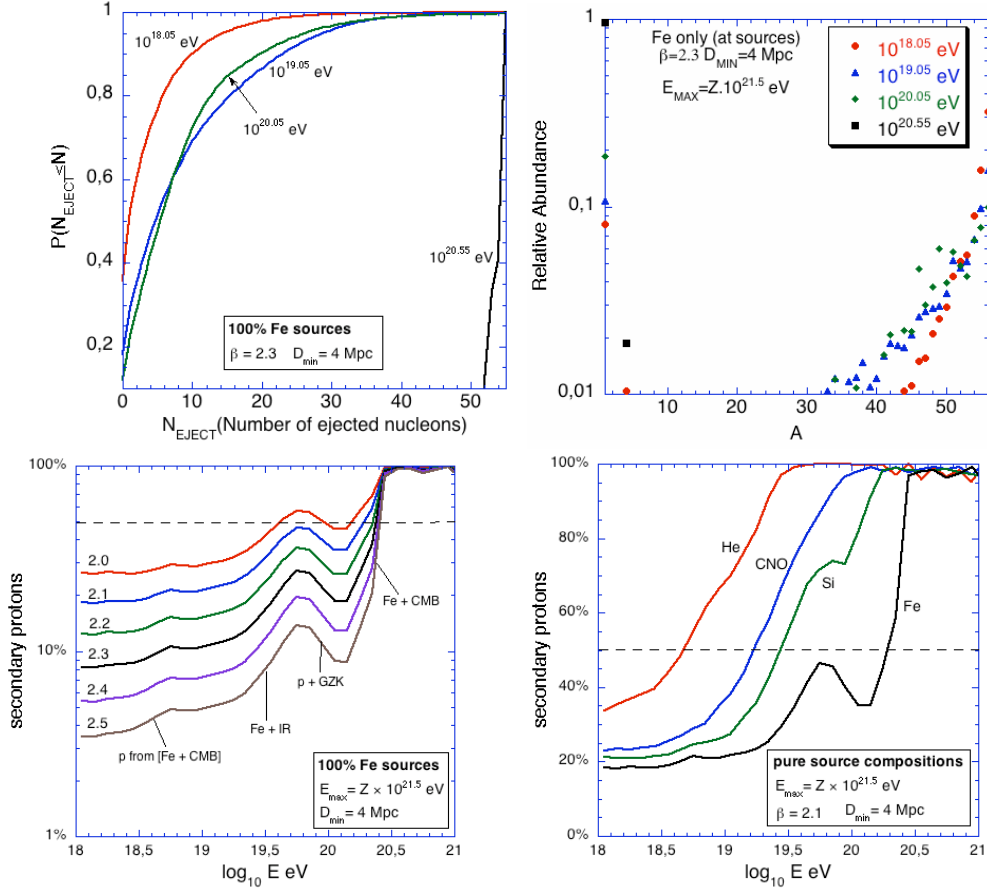 1
0,8
0,6
0,4
0,2
0
10
20
30
40
50
P(N_EJECT≤N)
N_EJECT(Number of ejected nucleons)
10^18.05 eV
10^19.05 eV
10^20.05 eV
10^20.55 eV
100% Fe sources
β = 2.3 D_min = 4 Mpc
1
0,1
0,01
0
10
20
30
40
50
Relative Abundance
A
Fe only (at sources)
β=2.3 D_MIN=4 Mpc
E_MAX=Z.10^21.5 eV
10^18.05 eV
10^19.05 eV
10^20.05 eV
10^20.55 eV
100%
10%
1%
18
18,5
19
19,5
20
20,5
21
secondary protons
log_10 E eV
2.0
2.1
2.2
2.3
2.4
2.5
Fe + CMB
p + GZK
Fe + IR
p from [Fe + CMB]
100% Fe sources
E_max = Z × 10^21.5 eV
D_min = 4 Mpc
100%
80%
60%
40%
20%
0%
18
18,5
19
19,5
20
20,5
21
secondary protons
log_10 E eV
He
CNO
Si
Fe
pure source compositions
E_max = Z × 10^21.5 eV
β = 2.1 D_min = 4 Mpc